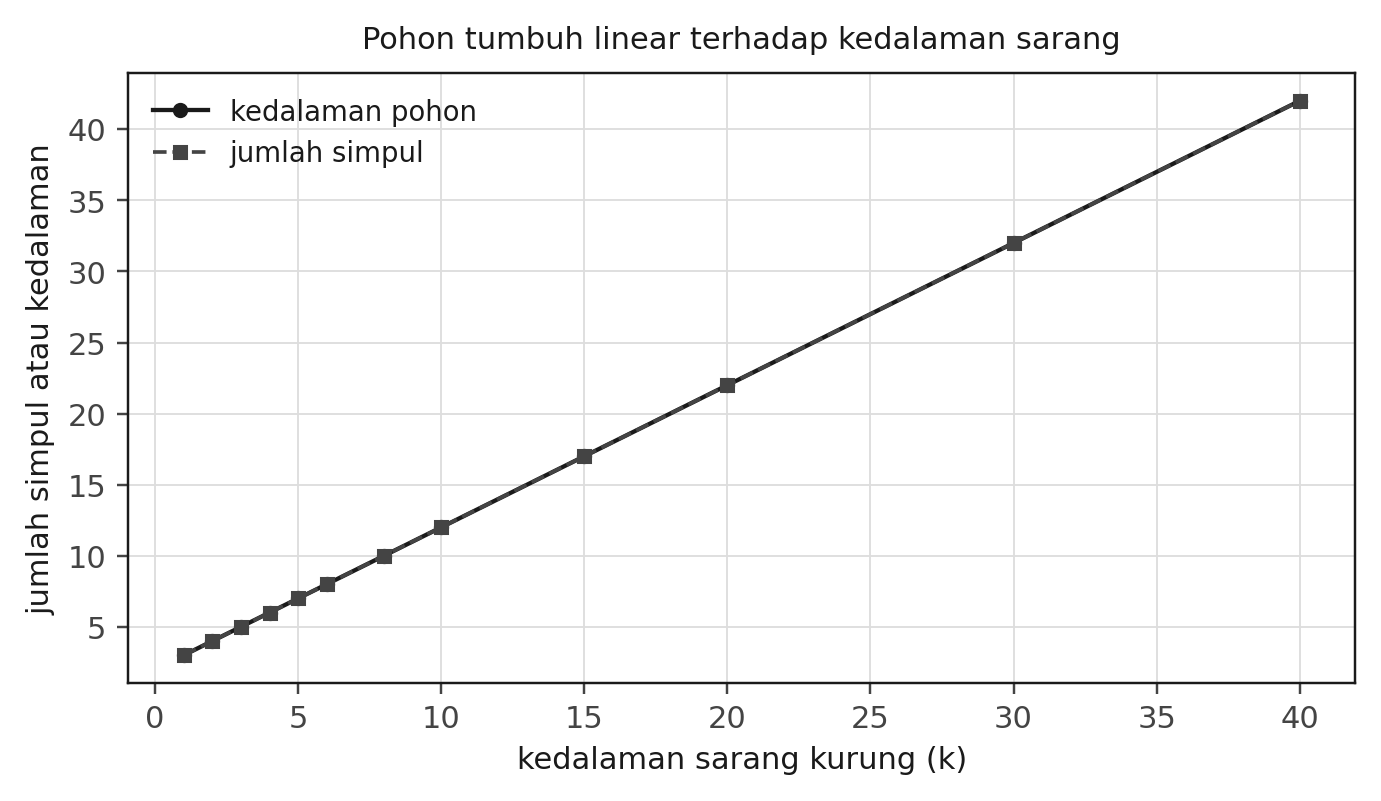 Pohon tumbuh linear terhadap kedalaman sarang
kedalaman pohon
jumlah simpul
jumlah simpul atau kedalaman
40
35
30
25
20
15
10
5
0 5 10 15 20 25 30 35 40
kedalaman sarang kurung (k)